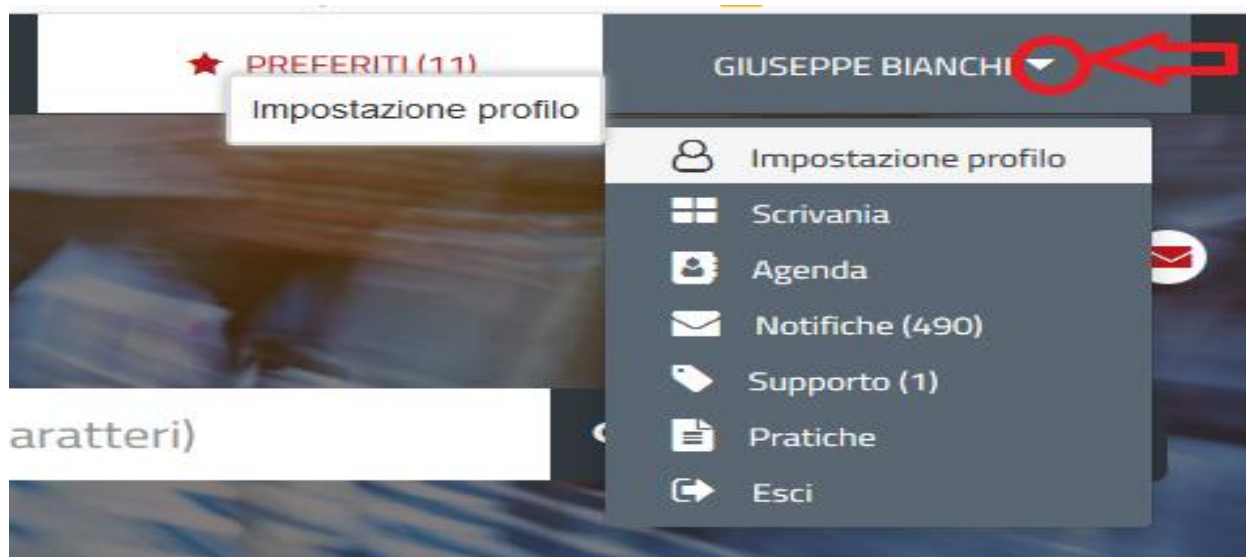 PREFERITI (11)
GIUSEPPE BIANCHI
Impostazione profilo
Impostazione profilo
Scrivania
Agenda
Notifiche (490)
Supporto (1)
aratteri)
Pratiche
Esci